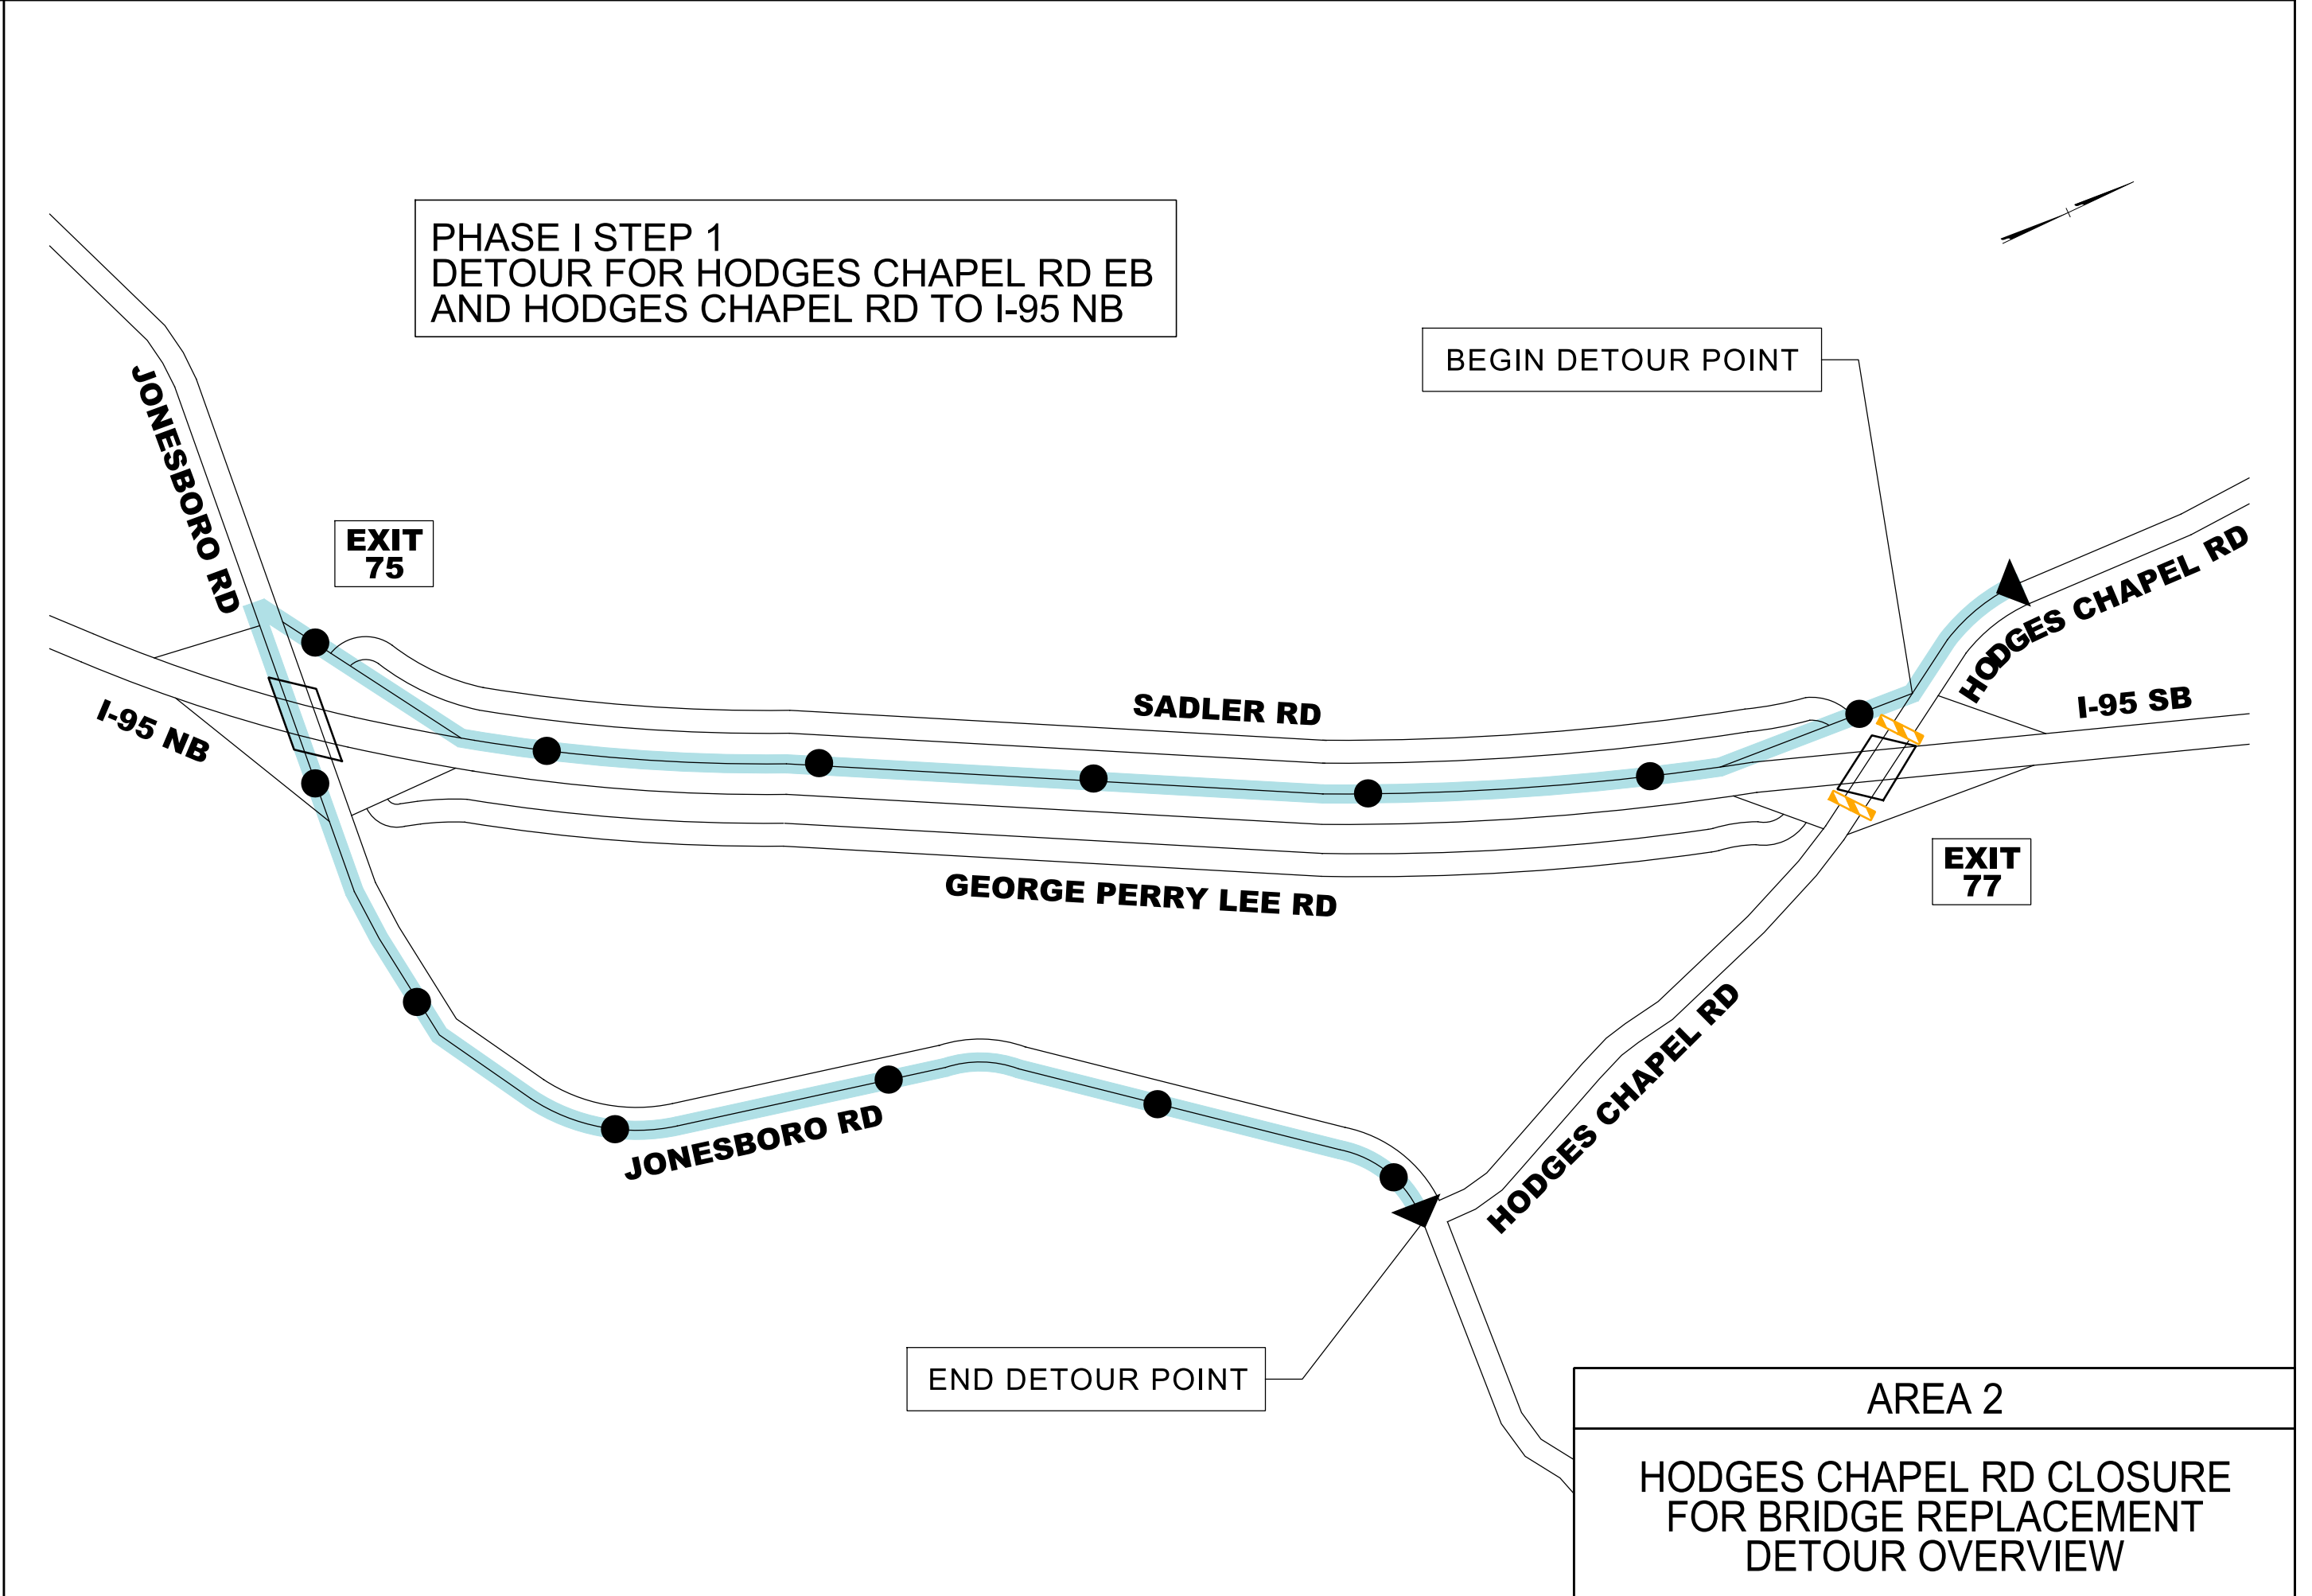 PHASE I STEP 1
DETOUR FOR HODGES CHAPEL RD EB
AND HODGES CHAPEL RD TO I-95 NB
BEGIN DETOUR POINT
JONESBORO RD
EXIT
75
HODGES CHAPEL RD
I-95 SB
SADLER RD
I-95 NB
EXIT
77
GEORGE PERRY LEE RD
HODGES CHAPEL RD
JONESBORO RD
END DETOUR POINT
AREA 2
HODGES CHAPEL RD CLOSURE
FOR BRIDGE REPLACEMENT
DETOUR OVERVIEW